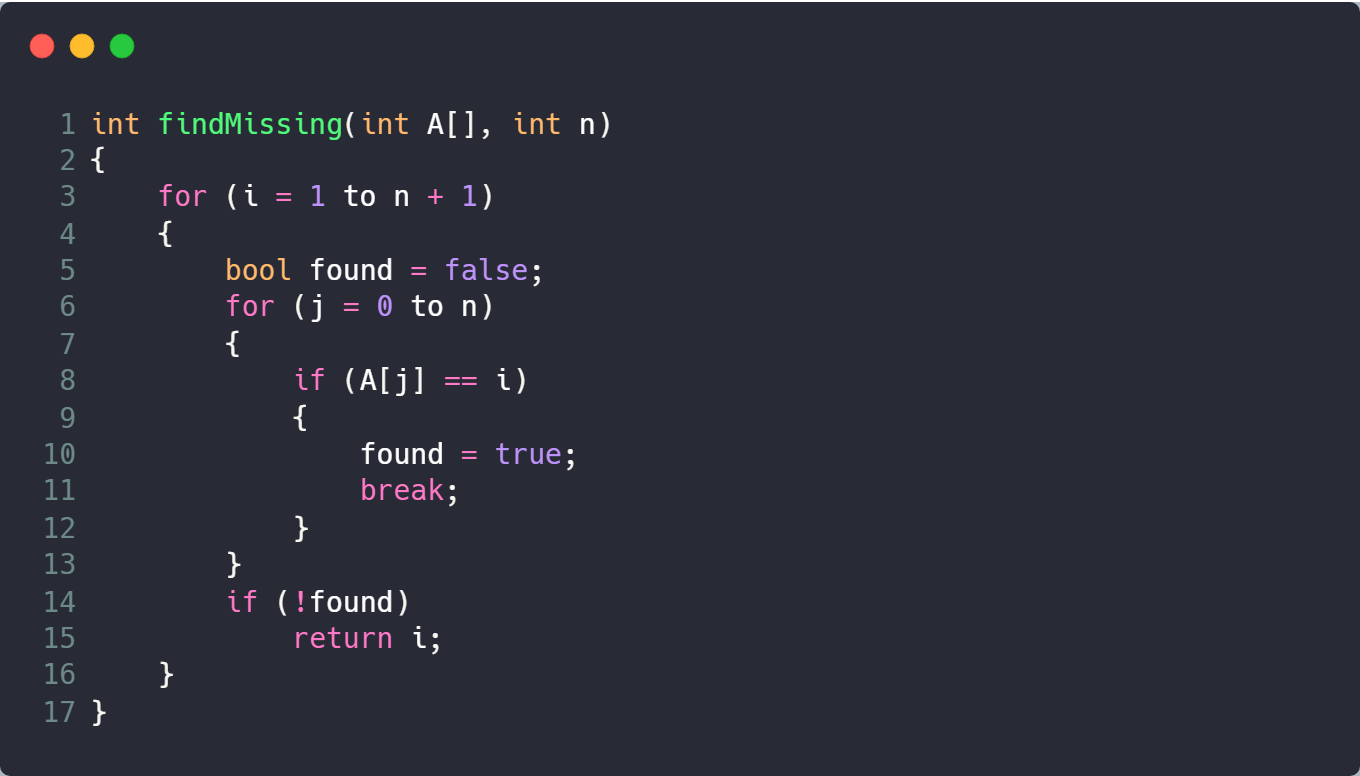 1 int findMissing(int A[], int n)
2 {
3     for (i = 1 to n + 1)
4     {
5         bool found = false;
6         for (j = 0 to n)
7         {
8             if (A[j] == i)
9             {
10                 found = true;
11                 break;
12             }
13         }
14         if (!found)
15             return i;
16     }
17 }